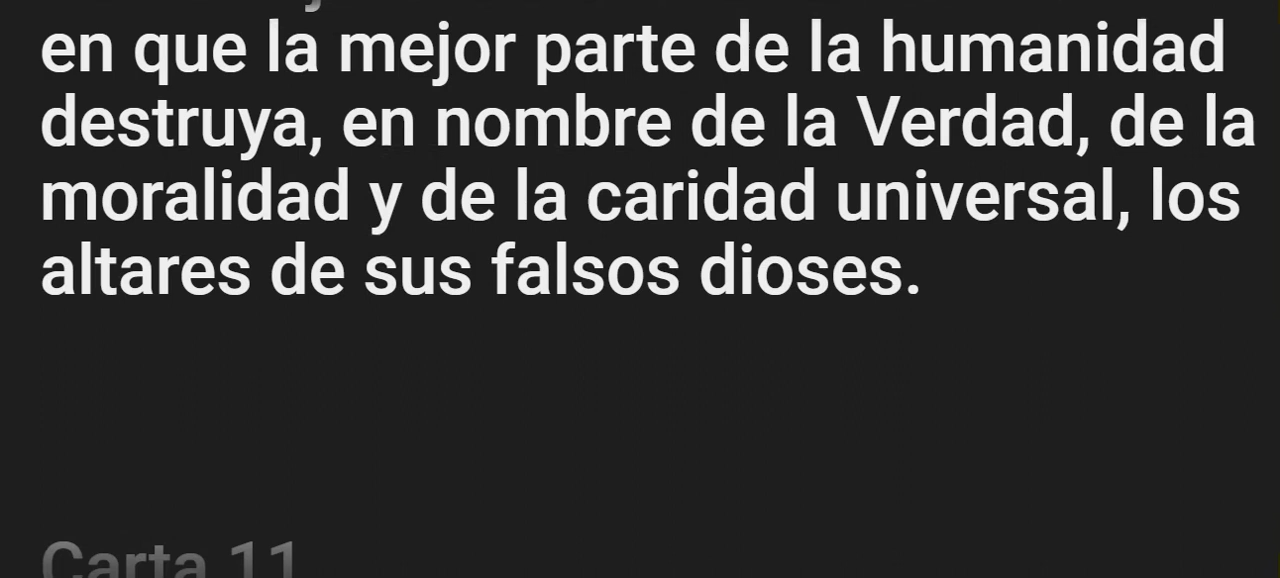 en que la mejor parte de la humanidad
destruya, en nombre de la Verdad, de la
moralidad y de la caridad universal, los
altares de sus falsos dioses.
Carta 11